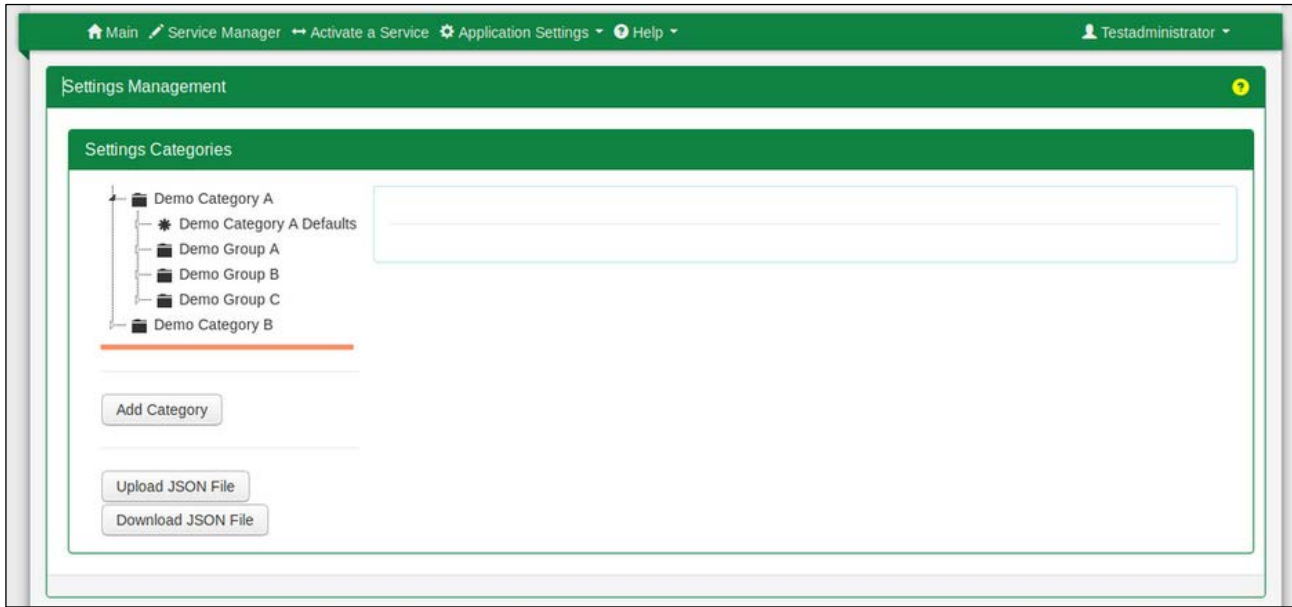 Main Service Manager Activate a Service Application Settings Help Testadministrator
Settings Management
Settings Categories
Demo Category A
Demo Category A Defaults
Demo Group A
Demo Group B
Demo Group C
Demo Category B
Add Category
Upload JSON File
Download JSON File